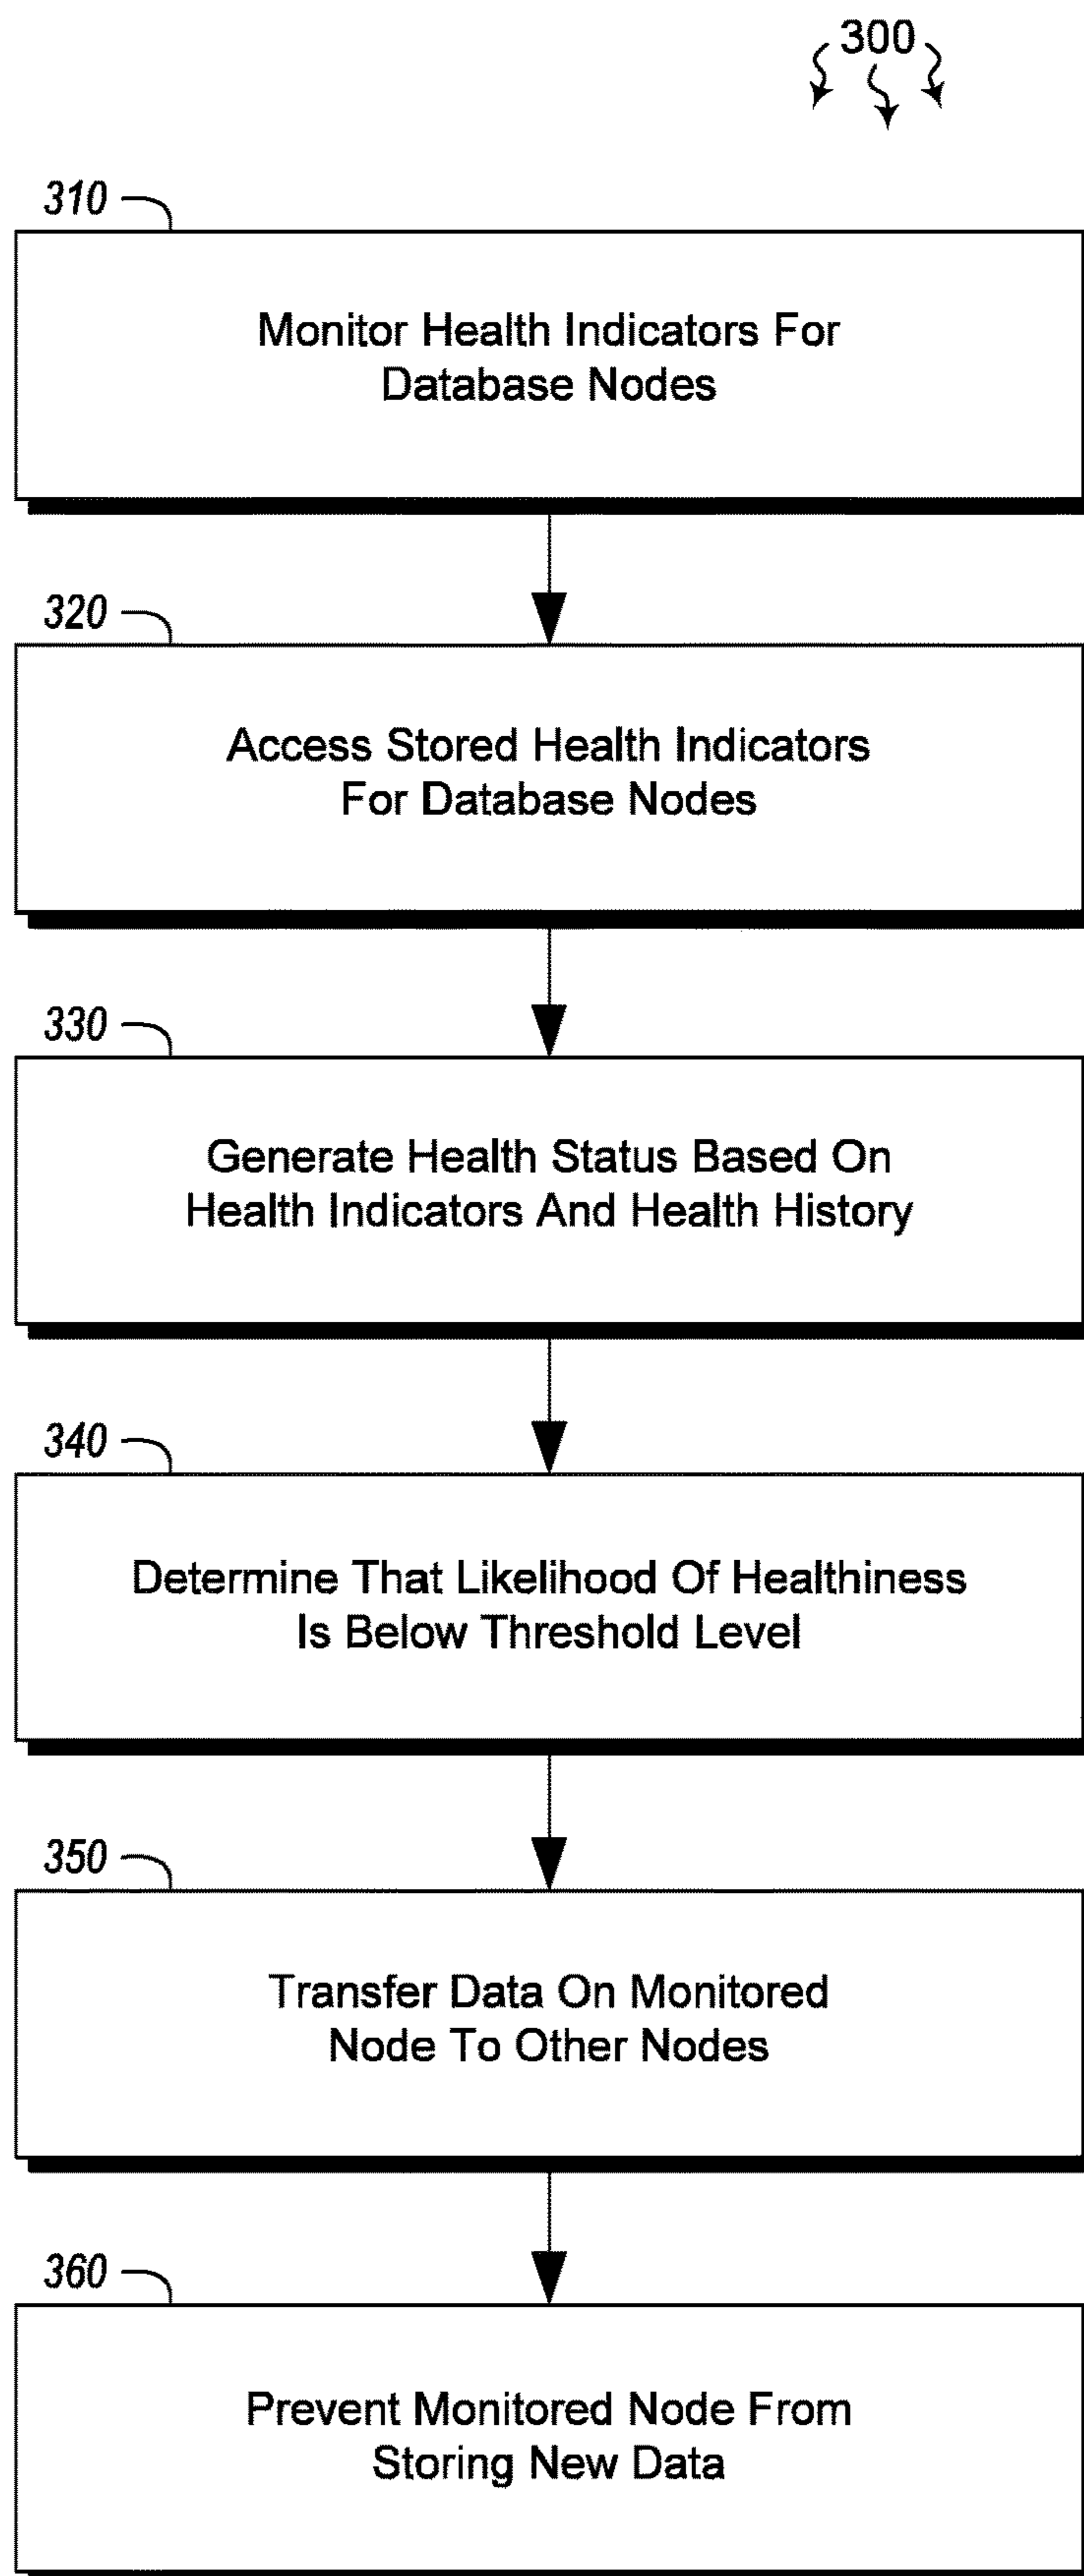 300
310
Monitor Health Indicators For
Database Nodes
320
Access Stored Health Indicators
For Database Nodes
330
Generate Health Status Based On
Health Indicators And Health History
340
Determine That Likelihood Of Healthiness
Is Below Threshold Level
350
Transfer Data On Monitored
Node To Other Nodes
360
Prevent Monitored Node From
Storing New Data